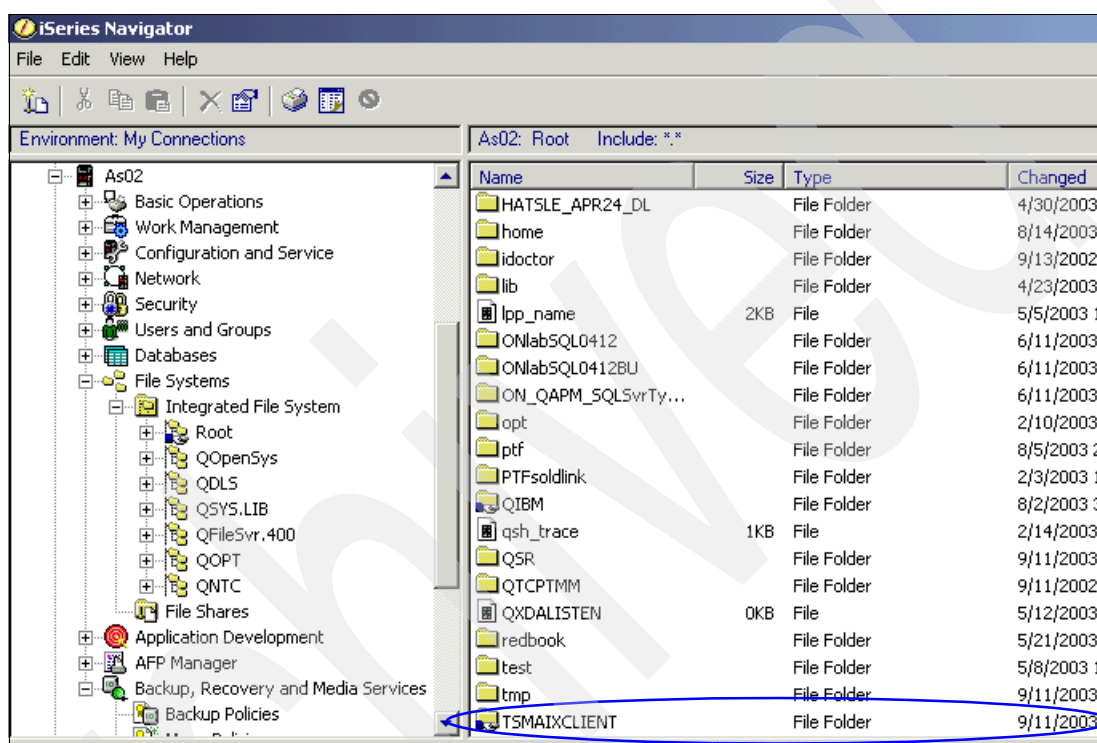 iSeries Navigator
File Edit View Help
Environment: My Connections
As02: Root Include: *.*
As02
Basic Operations
Work Management
Configuration and Service
Network
Security
Users and Groups
Databases
File Systems
Integrated File System
Root
QOpenSys
QDLS
QSYS.LIB
QFileSvr.400
QOPT
QNTC
File Shares
Application Development
AFP Manager
Backup, Recovery and Media Services
Backup Policies
Name Size Type Changed
HATSLE_APR24_DL File Folder 4/30/2003
home File Folder 8/14/2003
idoctor File Folder 9/13/2002
lib File Folder 4/23/2003
lpp_name 2KB File 5/5/2003 1
ONlabSQL0412 File Folder 6/11/2003
ONlabSQL0412BU File Folder 6/11/2003
ON_QAPM_SQLSvrTy... File Folder 6/11/2003
opt File Folder 2/10/2003
ptf File Folder 8/5/2003 2
PTFsoldlink File Folder 2/3/2003 1
QIBM File Folder 8/2/2003 3
qsh_trace 1KB File 2/14/2003
QSR File Folder 9/11/2003
QTCPTMM File Folder 9/11/2002
QXDALISTEN 0KB File 5/12/2003
redbook File Folder 5/21/2003
test File Folder 5/8/2003 1
tmp File Folder 9/11/2003
TSMAIXCLIENT File Folder 9/11/2003